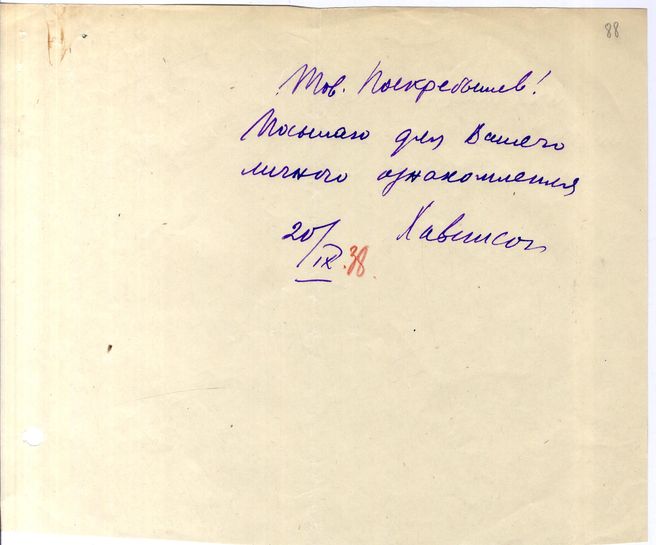 88
Тов. Поскребышев!
Посылаю для Вашего
личного ознакомления
20/IX.38 Хавинсон